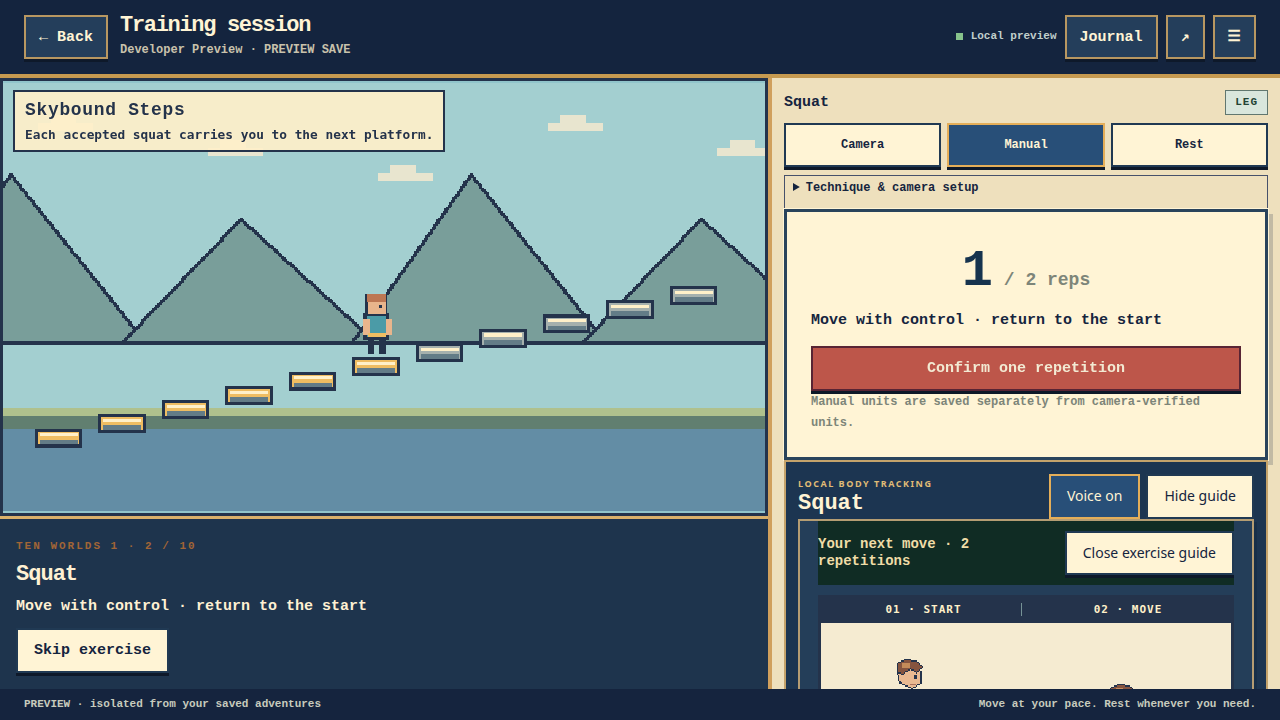 ← Back
Training session
Developer Preview · PREVIEW SAVE
Local preview
Journal
↗
☰
Skybound Steps
Each accepted squat carries you to the next platform.
TEN WORLDS 1 · 2 / 10
Squat
Move with control · return to the start
Skip exercise
Squat
LEG
Camera
Manual
Rest
▶ Technique & camera setup
1 / 2 reps
Move with control · return to the start
Confirm one repetition
Manual units are saved separately from camera-verified
units.
LOCAL BODY TRACKING
Squat
Voice on
Hide guide
Your next move · 2
repetitions
Close exercise guide
01 · START
02 · MOVE
PREVIEW · isolated from your saved adventures
Move at your pace. Rest whenever you need.